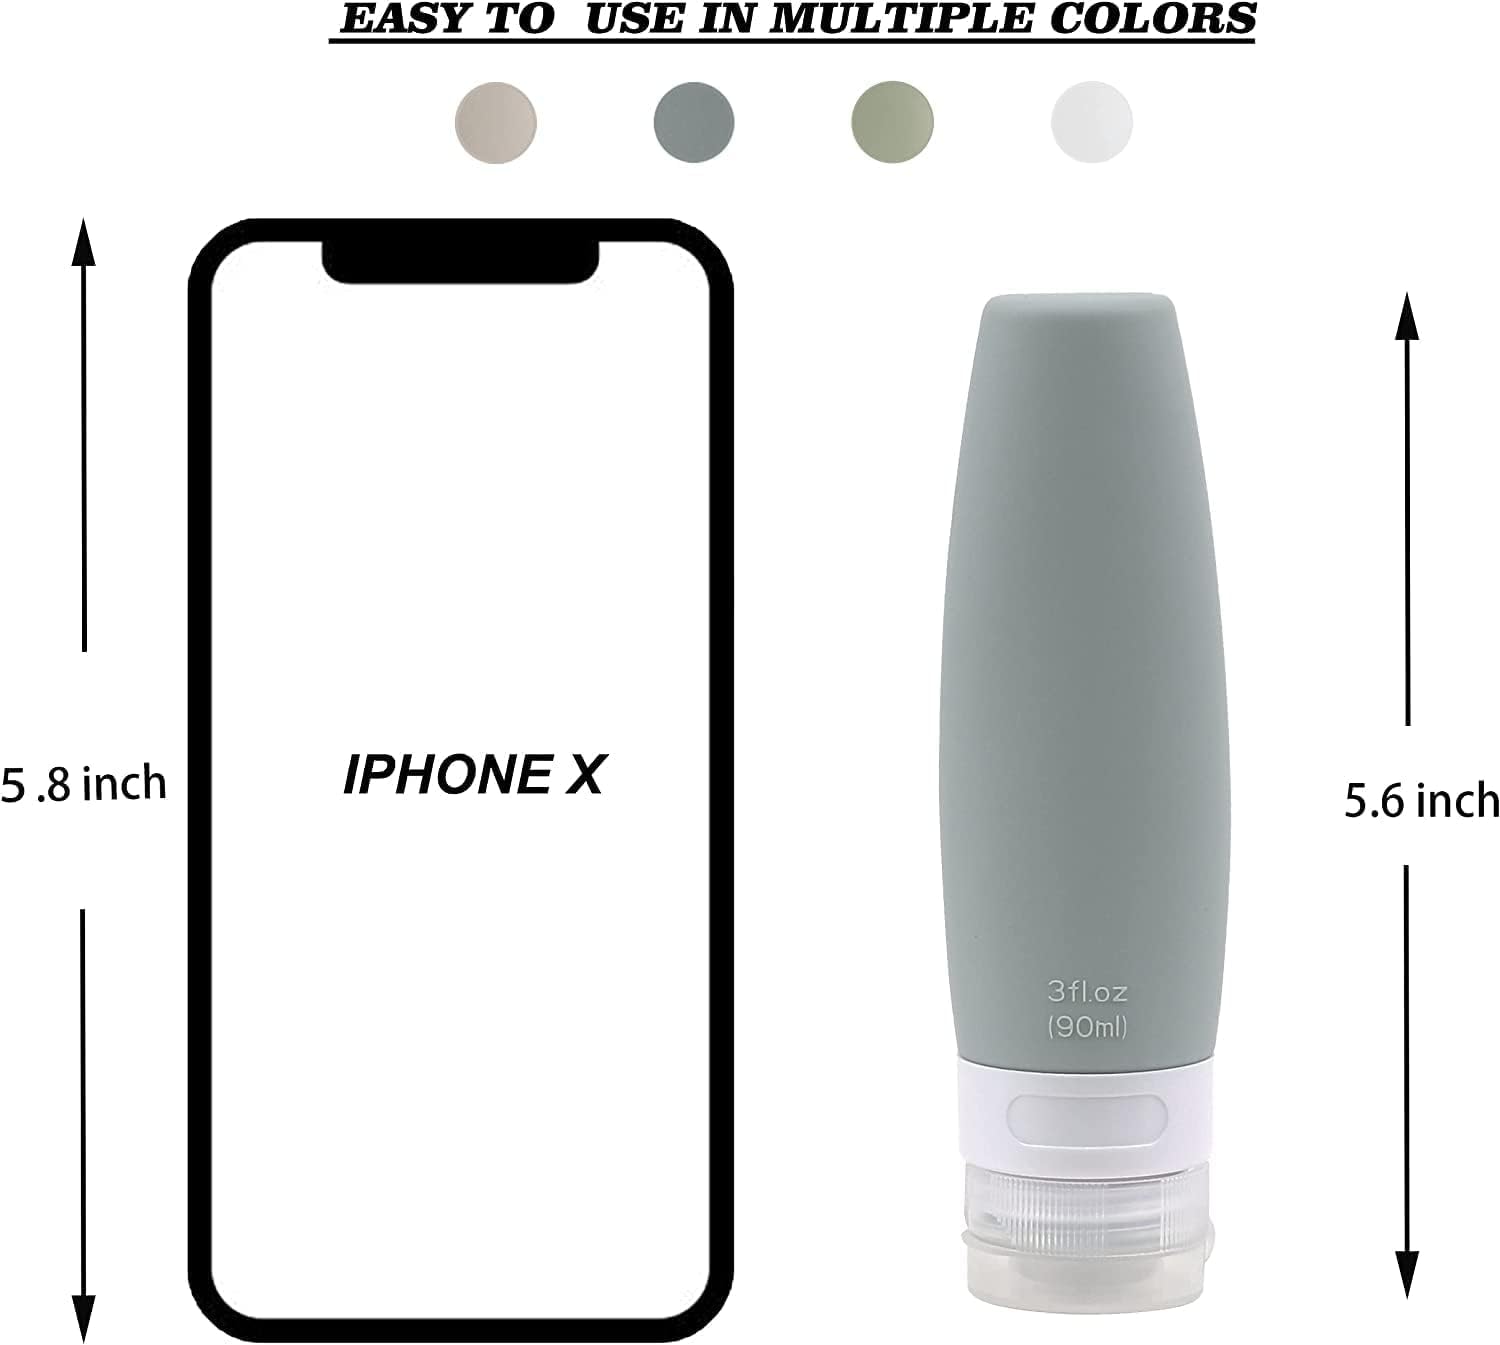 EASY TO USE IN MULTIPLE COLORS
5.8 inch
IPHONE X
5.6 inch
3fl.oz
(90ml)